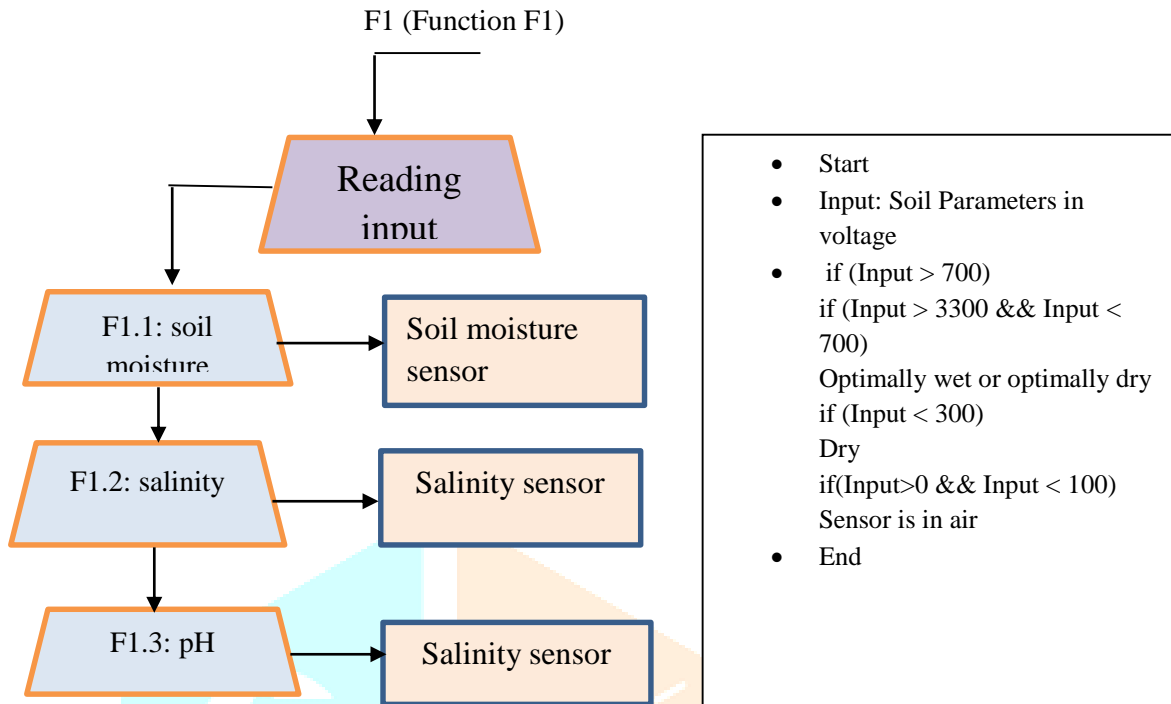 F1 (Function F1)
Reading
input
F1.1: soil
moisture
Soil moisture
sensor
F1.2: salinity
Salinity sensor
F1.3: pH
Salinity sensor
• Start
• Input: Soil Parameters in
voltage
• if (Input > 700)
if (Input > 3300 && Input <
700)
Optimally wet or optimally dry
if (Input < 300)
Dry
if(Input>0 && Input < 100)
Sensor is in air
• End